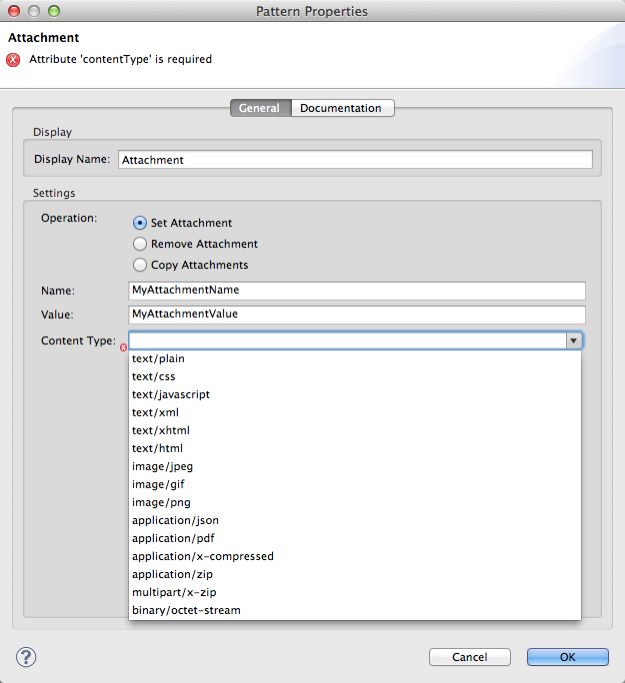 Pattern Properties
Attachment
Attribute 'contentType' is required
General Documentation
Display
Display Name: Attachment
Settings
Operation: Set Attachment
Remove Attachment
Copy Attachments
Name: MyAttachmentName
Value: MyAttachmentValue
Content Type:
text/plain
text/css
text/javascript
text/xml
text/xhtml
text/html
image/jpeg
image/gif
image/png
application/json
application/pdf
application/x-compressed
application/zip
multipart/x-zip
binary/octet-stream
? Cancel OK